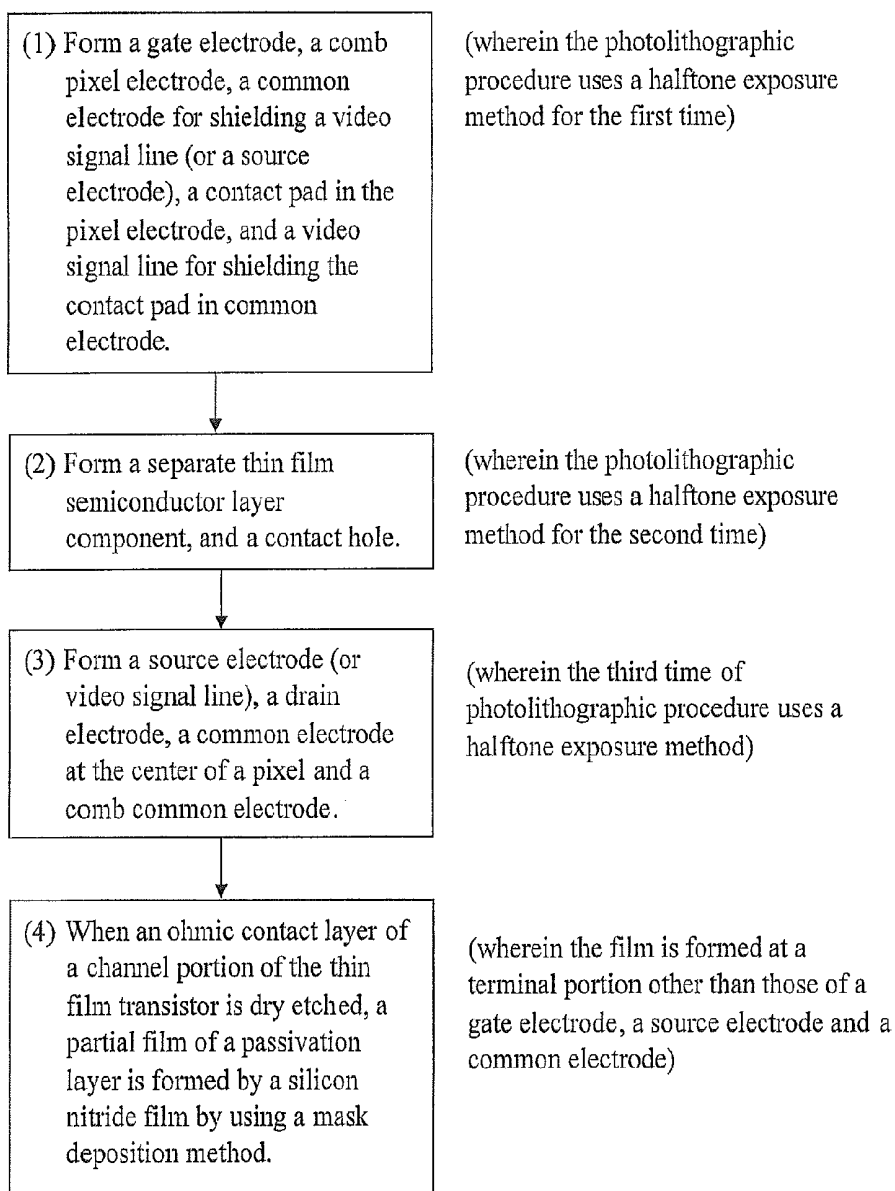 (1) Form a gate electrode, a comb
pixel electrode, a common
electrode for shielding a video
signal line (or a source
electrode), a contact pad in the
pixel electrode, and a video
signal line for shielding the
contact pad in common
electrode.
(wherein the photolithographic
procedure uses a halftone exposure
method for the first time)
(2) Form a separate thin film
semiconductor layer
component, and a contact hole.
(wherein the photolithographic
procedure uses a halftone exposure
method for the second time)
(3) Form a source electrode (or
video signal line), a drain
electrode, a common electrode
at the center of a pixel and a
comb common electrode.
(wherein the third time of
photolithographic procedure uses a
halftone exposure method)
(4) When an ohmic contact layer of
a channel portion of the thin
film transistor is dry etched, a
partial film of a passivation
layer is formed by a silicon
nitride film by using a mask
deposition method.
(wherein the film is formed at a
terminal portion other than those of a
gate electrode, a source electrode and a
common electrode)